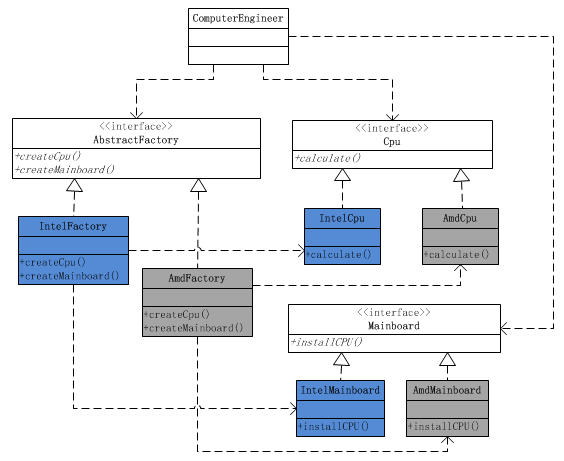 ComputerEngineer
<<interface>>
AbstractFactory
+createCpu()
+createMainboard()
<<interface>>
Cpu
+calculate()
IntelFactory
+createCpu()
+createMainboard()
IntelCpu
+calculate()
AmdCpu
+calculate()
AmdFactory
+createCpu()
+createMainboard()
<<interface>>
Mainboard
+installCPU()
IntelMainboard
+installCPU()
AmdMainboard
+installCPU()